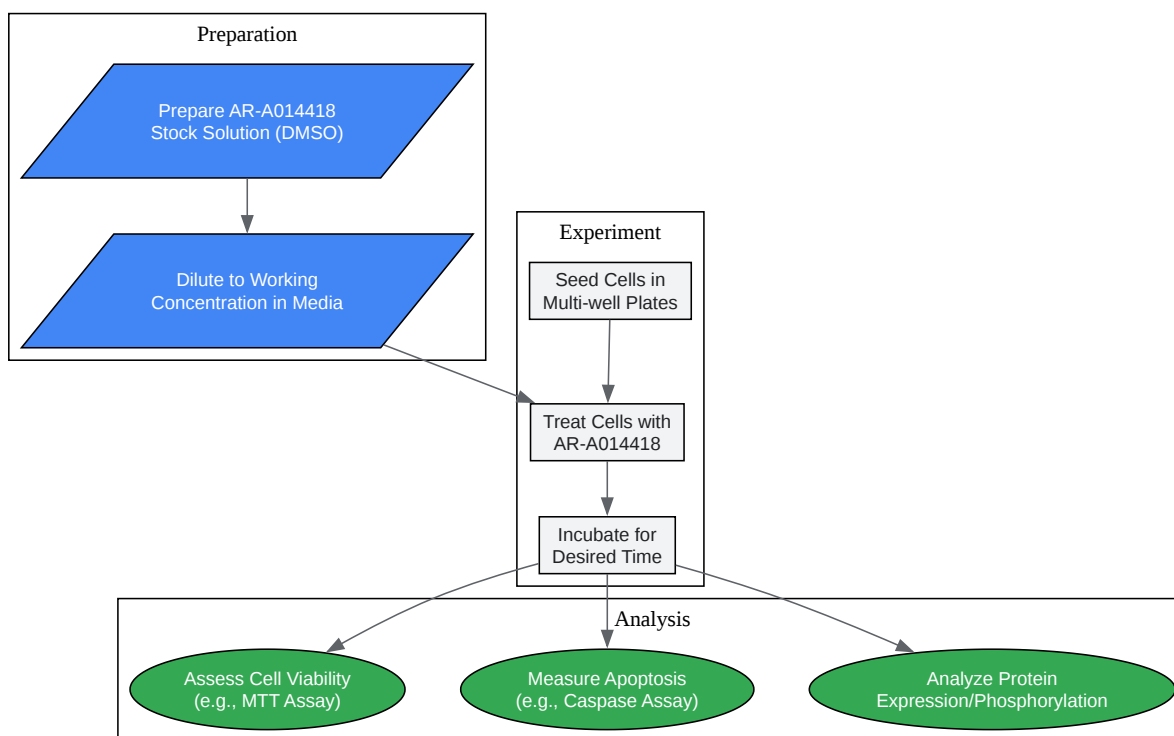 Preparation
Prepare AR-A014418
Stock Solution (DMSO)
Dilute to Working
Concentration in Media
Experiment
Seed Cells in
Multi-well Plates
Treat Cells with
AR-A014418
Incubate for
Desired Time
Analysis
Assess Cell Viability
(e.g., MTT Assay)
Measure Apoptosis
(e.g., Caspase Assay)
Analyze Protein
Expression/Phosphorylation